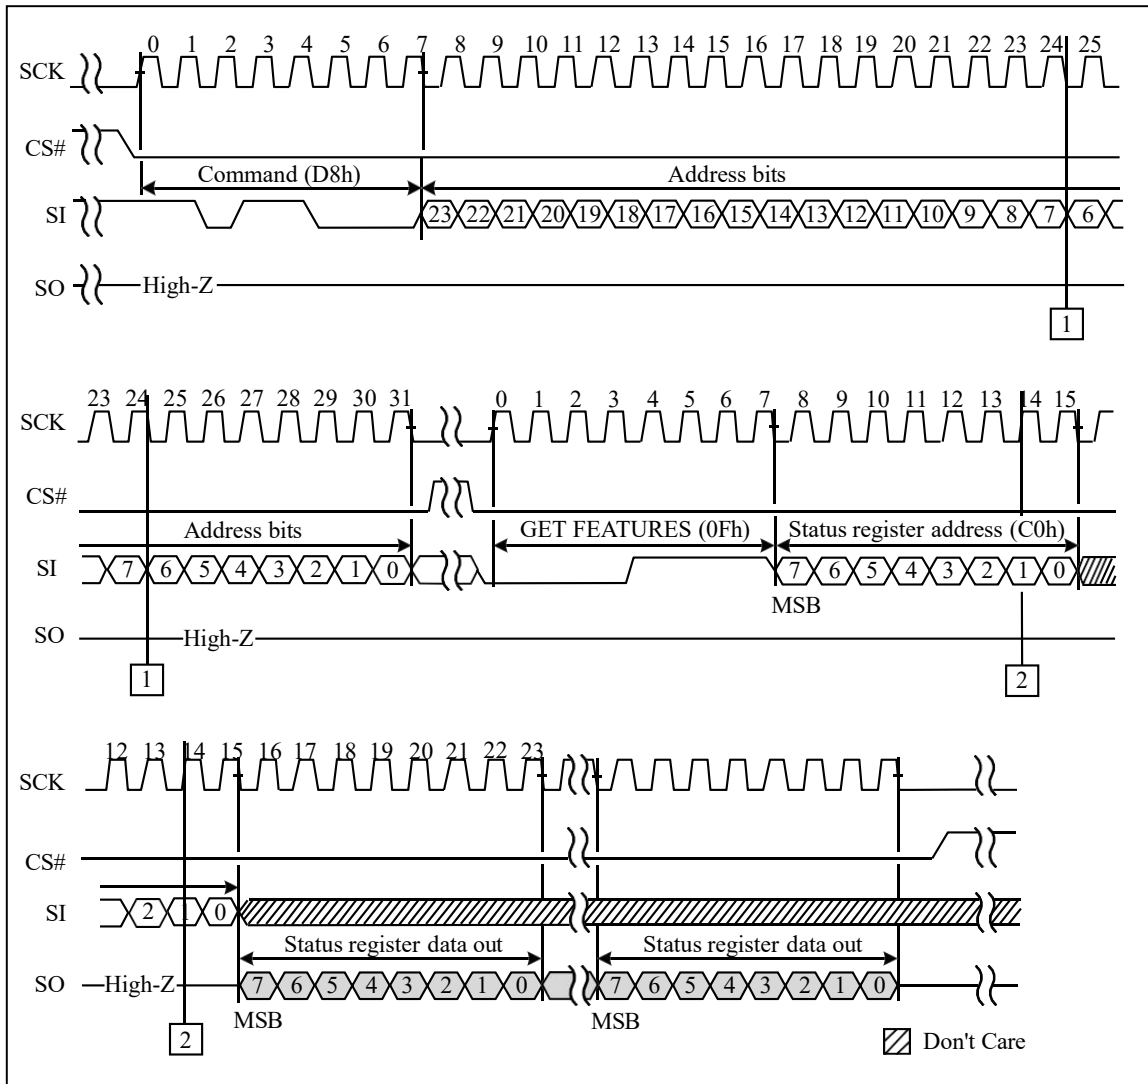 0 1 2 3 4 5 6 7 8 9 10 11 12 13 14 15 16 17 18 19 20 21 22 23 24 25
SCK
CS#
Command (D8h) Address bits
SI 23 22 21 20 19 18 17 16 15 14 13 12 11 10 9 8 7 6
SO High-Z
1
23 24 25 26 27 28 29 30 31 0 1 2 3 4 5 6 7 8 9 10 11 12 13 14 15
SCK
CS#
Address bits GET FEATURES (0Fh) Status register address (C0h)
SI 7 6 5 4 3 2 1 0 7 6 5 4 3 2 1 0
MSB
SO High-Z
1 2
12 13 14 15 16 17 18 19 20 21 22 23
SCK
CS#
SI 2 1 0
Status register data out Status register data out
SO High-Z 7 6 5 4 3 2 1 0 7 6 5 4 3 2 1 0
MSB MSB
2
Don't Care